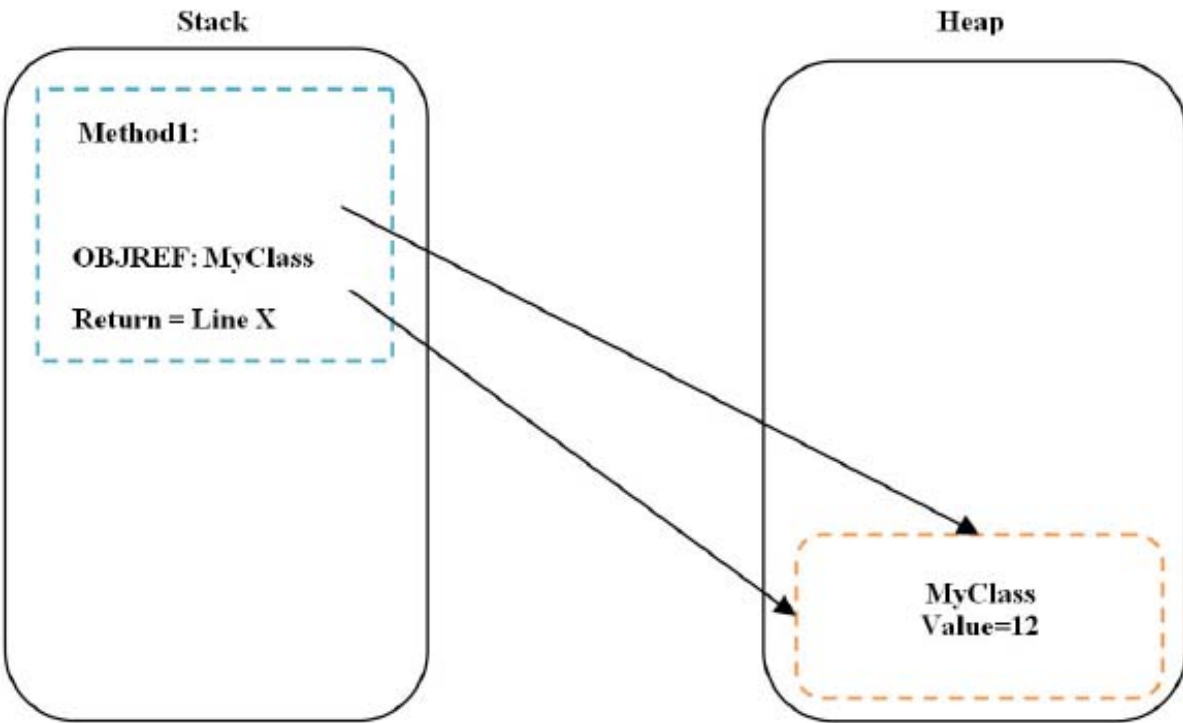 Stack
Heap
Method1:
OBJREF: MyClass
Return = Line X
MyClass
Value=12